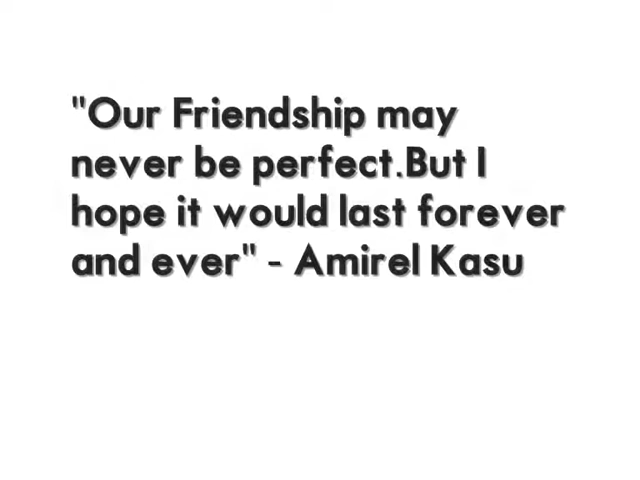 "Our Friendship may
never be perfect.But I
hope it would last forever
and ever" - Amirel Kasu